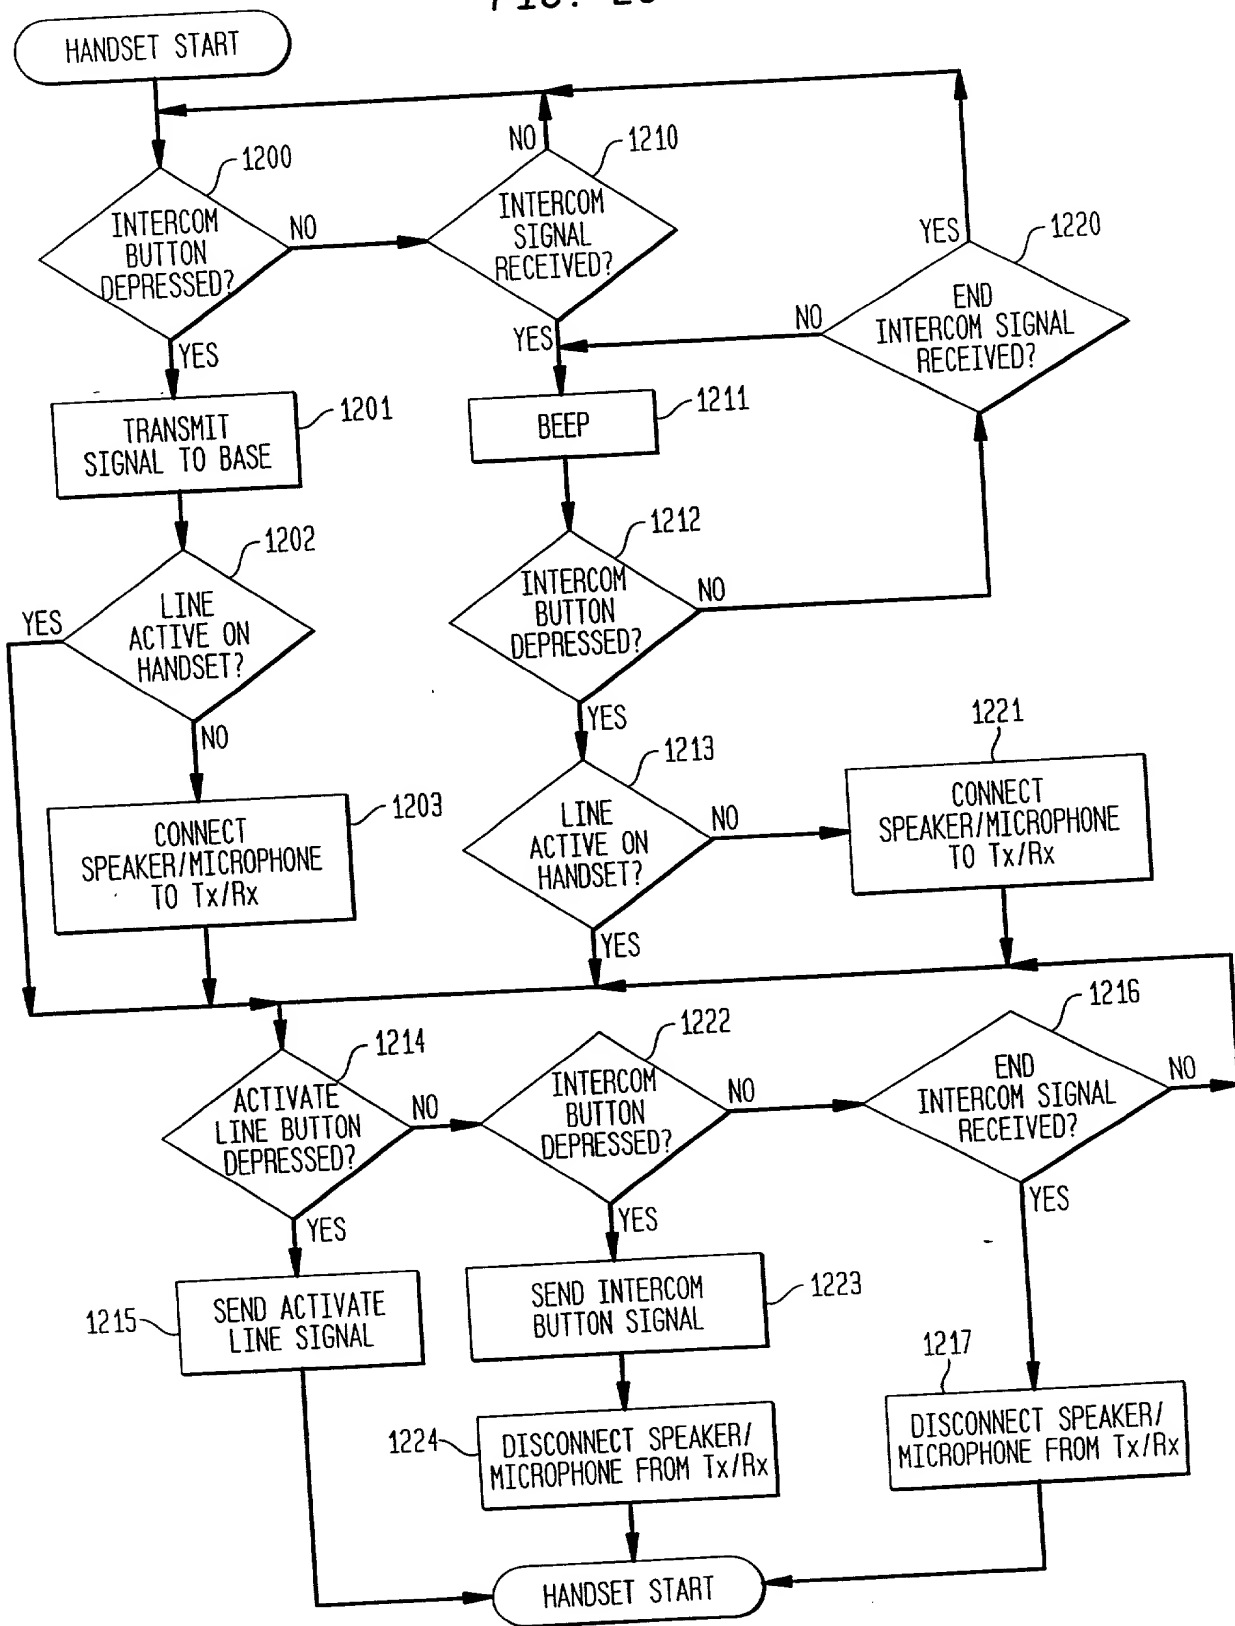 HANDSET START
1200
INTERCOM
BUTTON
DEPRESSED?
NO
YES
1210
INTERCOM
SIGNAL
RECEIVED?
NO
YES
1220
END
INTERCOM SIGNAL
RECEIVED?
YES
NO
1201
TRANSMIT
SIGNAL TO BASE
1211
BEEP
1202
LINE
ACTIVE ON
HANDSET?
YES
NO
1212
INTERCOM
BUTTON
DEPRESSED?
NO
YES
1203
CONNECT
SPEAKER/MICROPHONE
TO Tx/Rx
1213
LINE
ACTIVE ON
HANDSET?
NO
YES
1221
CONNECT
SPEAKER/MICROPHONE
TO Tx/Rx
1214
ACTIVATE
LINE BUTTON
DEPRESSED?
NO
YES
1222
INTERCOM
BUTTON
DEPRESSED?
NO
YES
1216
END
INTERCOM SIGNAL
RECEIVED?
NO
YES
1215
SEND ACTIVATE
LINE SIGNAL
1223
SEND INTERCOM
BUTTON SIGNAL
1224
DISCONNECT SPEAKER/
MICROPHONE FROM Tx/Rx
1217
DISCONNECT SPEAKER/
MICROPHONE FROM Tx/Rx
HANDSET START